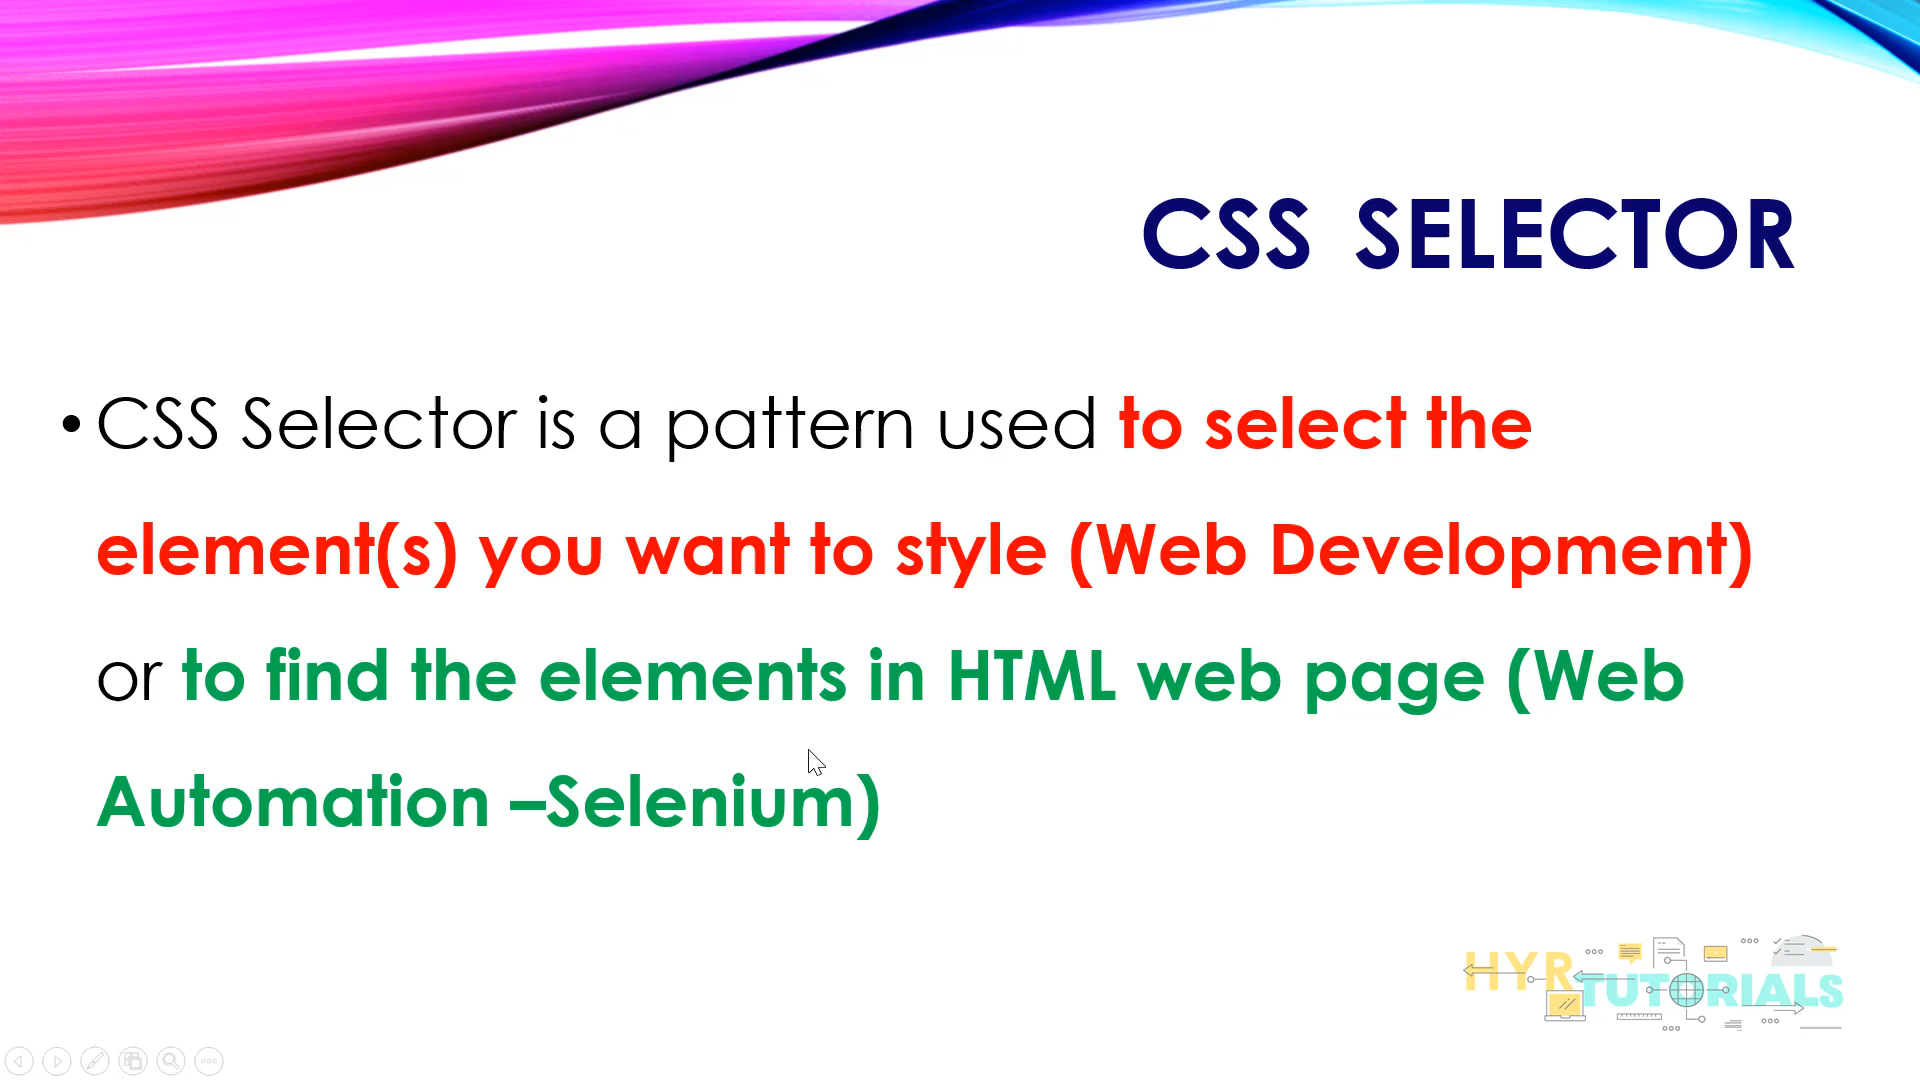 CSS SELECTOR
• CSS Selector is a pattern used to select the
element(s) you want to style (Web Development)
or to find the elements in HTML web page (Web
Automation –Selenium)
HYR TUTORIALS